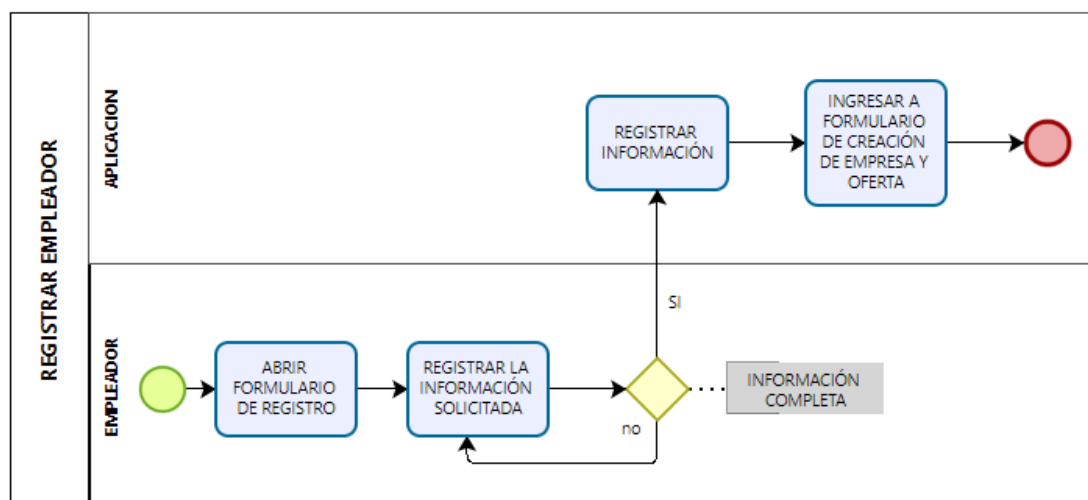 REGISTRAR EMPLEADOR
APLICACION
REGISTRAR
INFORMACIÓN
INGRESAR A
FORMULARIO
DE CREACIÓN
DE EMPRESA Y
OFERTA
EMPLEADOR
ABRIR
FORMULARIO
DE REGISTRO
REGISTRAR LA
INFORMACIÓN
SOLICITADA
SI
no
INFORMACIÓN
COMPLETA